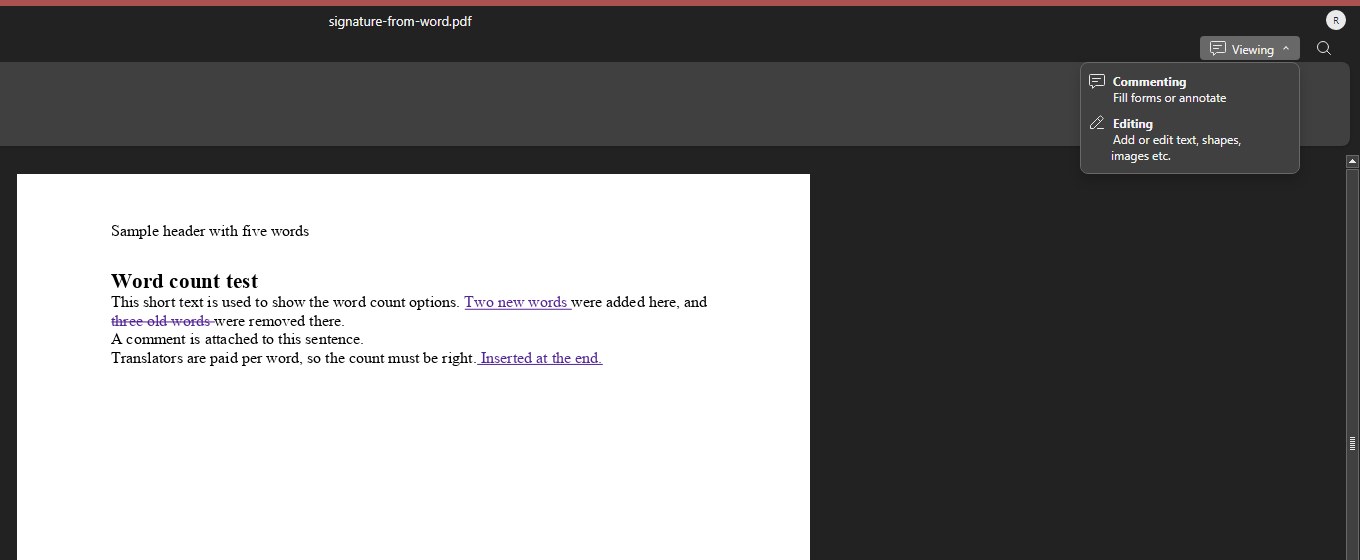 signature-from-word.pdf
R
Viewing
Commenting
Fill forms or annotate
Editing
Add or edit text, shapes,
images etc.
Sample header with five words
Word count test
This short text is used to show the word count options. Two new words were added here, and
three old words were removed there.
A comment is attached to this sentence.
Translators are paid per word, so the count must be right. Inserted at the end.